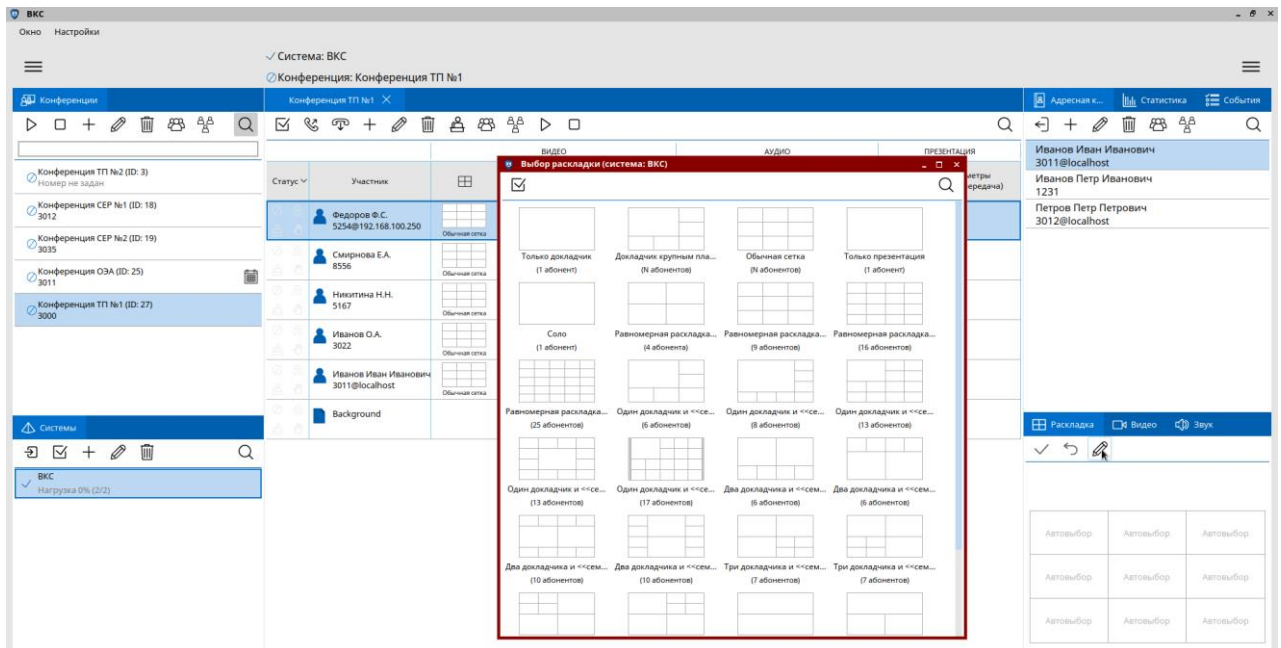 ВКС
Окно Настройки
Система: ВКС
Конференция: Конференция ТП №1
Конференции
Конференция ТП №2 (ID: 3)
Номер не задан
Конференция СЕР №1 (ID: 18)
3012
Конференция СЕР №2 (ID: 19)
3035
Конференция ОЭА (ID: 25)
3011
Конференция ТП №1 (ID: 27)
3000
Системы
ВКС
Нагрузка 0% (2/2)
Конференция ТП №1
ВИДЕО АУДИО ПРЕЗЕНТАЦИЯ
Статус Участник
Федоров Ф.С.
5254@192.168.100.250
Обычная сетка
Смирнова Е.А.
8556
Обычная сетка
Никитина Н.Н.
5167
Обычная сетка
Иванов О.А.
3022
Обычная сетка
Иванов Иван Иванович
3011@localhost
Обычная сетка
Background
Выбор раскладки (система: ВКС)
Только докладчик Докладчик крупным пла... Обычная сетка Только презентация
(1 абонент) (N абонентов) (N абонентов) (1 абонент)
Соло Равномерная раскладка... Равномерная раскладка... Равномерная раскладка...
(1 абонент) (4 абонента) (9 абонентов) (16 абонентов)
Равномерная раскладка... Один докладчик и <<се... Один докладчик и <<се... Один докладчик и <<се...
(25 абонентов) (6 абонентов) (8 абонентов) (13 абонентов)
Один докладчик и <<се... Один докладчик и <<се... Два докладчика и <<сем... Два докладчика и <<сем...
(13 абонентов) (17 абонентов) (6 абонентов) (6 абонентов)
Два докладчика и <<сем... Два докладчика и <<сем... Три докладчика и <<сем... Три докладчика и <<сем...
(10 абонентов) (10 абонентов) (7 абонентов) (7 абонентов)
Адресная к... Статистика События
Иванов Иван Иванович
3011@localhost
Иванов Петр Иванович
1231
Петров Петр Петрович
3012@localhost
Раскладка Видео Звук
Автовыбор Автовыбор Автовыбор
Автовыбор Автовыбор Автовыбор
Автовыбор Автовыбор Автовыбор